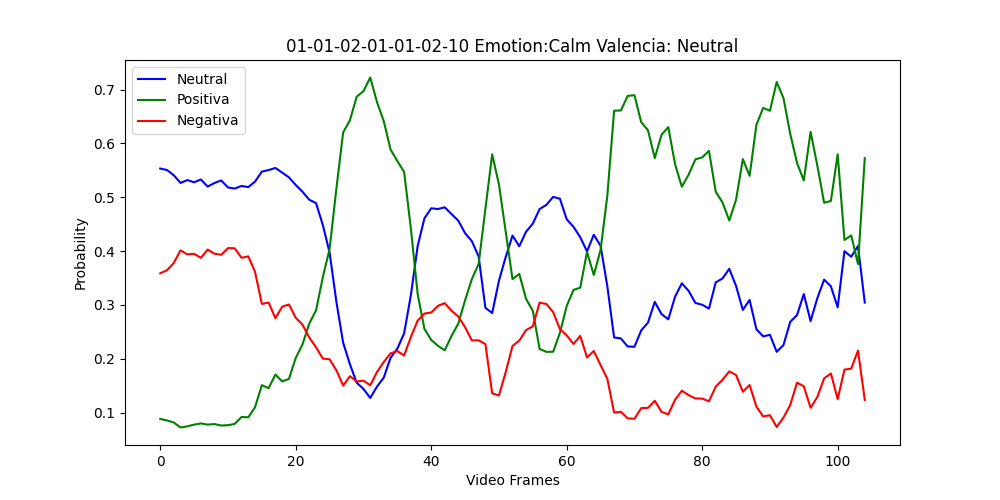 01-01-02-01-01-02-10 Emotion:Calm Valencia: Neutral
Neutral
Positiva
Negativa
Probability
0.7
0.6
0.5
0.4
0.3
0.2
0.1
0 20 40 60 80 100
Video Frames